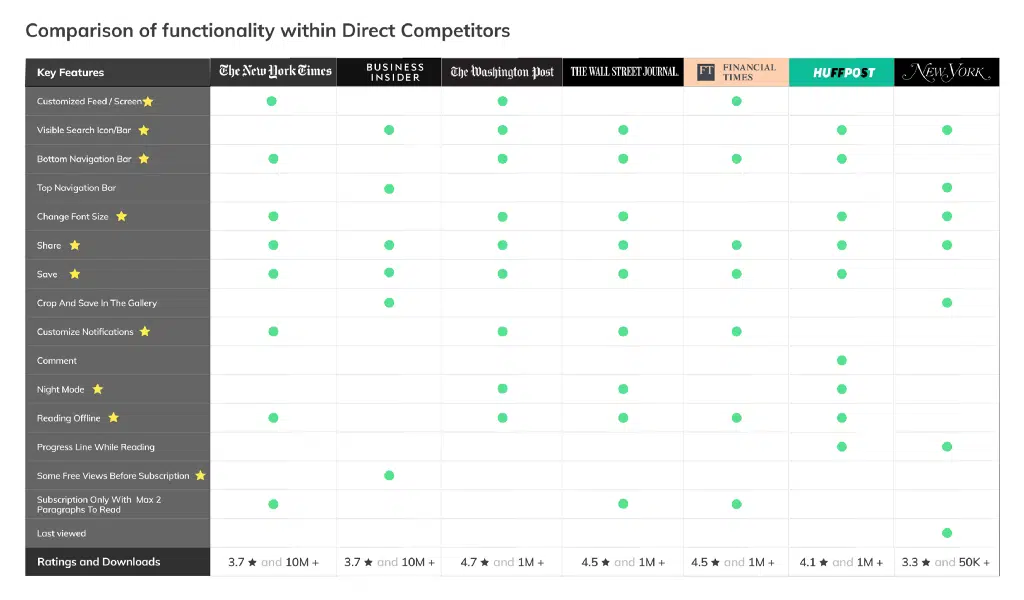 Comparison of functionality within Direct Competitors
Key Features
The New York Times
BUSINESS
INSIDER
The Washington Post
THE WALL STREET JOURNAL.
FT
FINANCIAL
TIMES
HUFFPOST
NEW YORK
Customized Feed / Screen
Visible Search Icon/Bar
Bottom Navigation Bar
Top Navigation Bar
Change Font Size
Share
Save
Crop And Save In The Gallery
Customize Notifications
Comment
Night Mode
Reading Offline
Progress Line While Reading
Some Free Views Before Subscription
Subscription Only With Max 2
Paragraphs To Read
Last viewed
Ratings and Downloads
3.7 ★ and 10M +
3.7 ★ and 10M +
4.7 ★ and 1M +
4.5 ★ and 1M +
4.5 ★ and 1M +
4.1 ★ and 1M +
3.3 ★ and 50K +